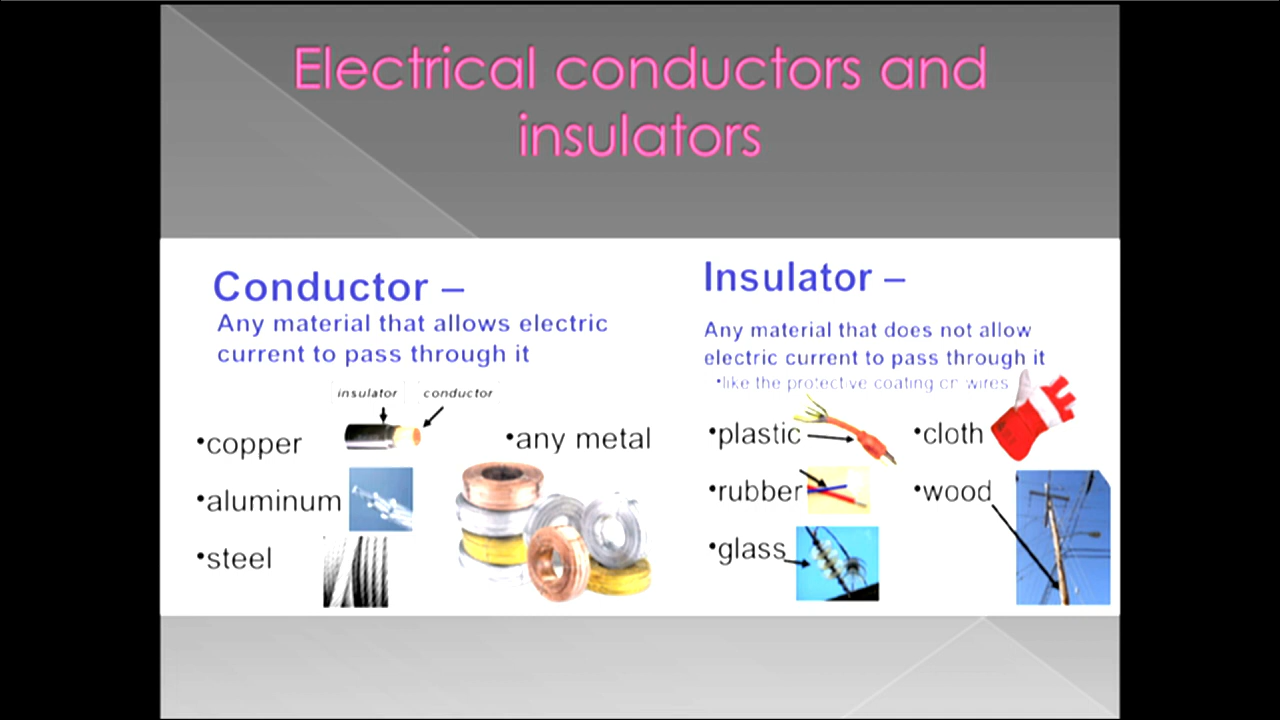 Electrical conductors and
insulators
Conductor –
Any material that allows electric
current to pass through it
insulator conductor
•copper
•any metal
•aluminum
•steel
Insulator –
Any material that does not allow
electric current to pass through it
•like the protective coating on wires
•plastic
•cloth
•rubber
•wood
•glass